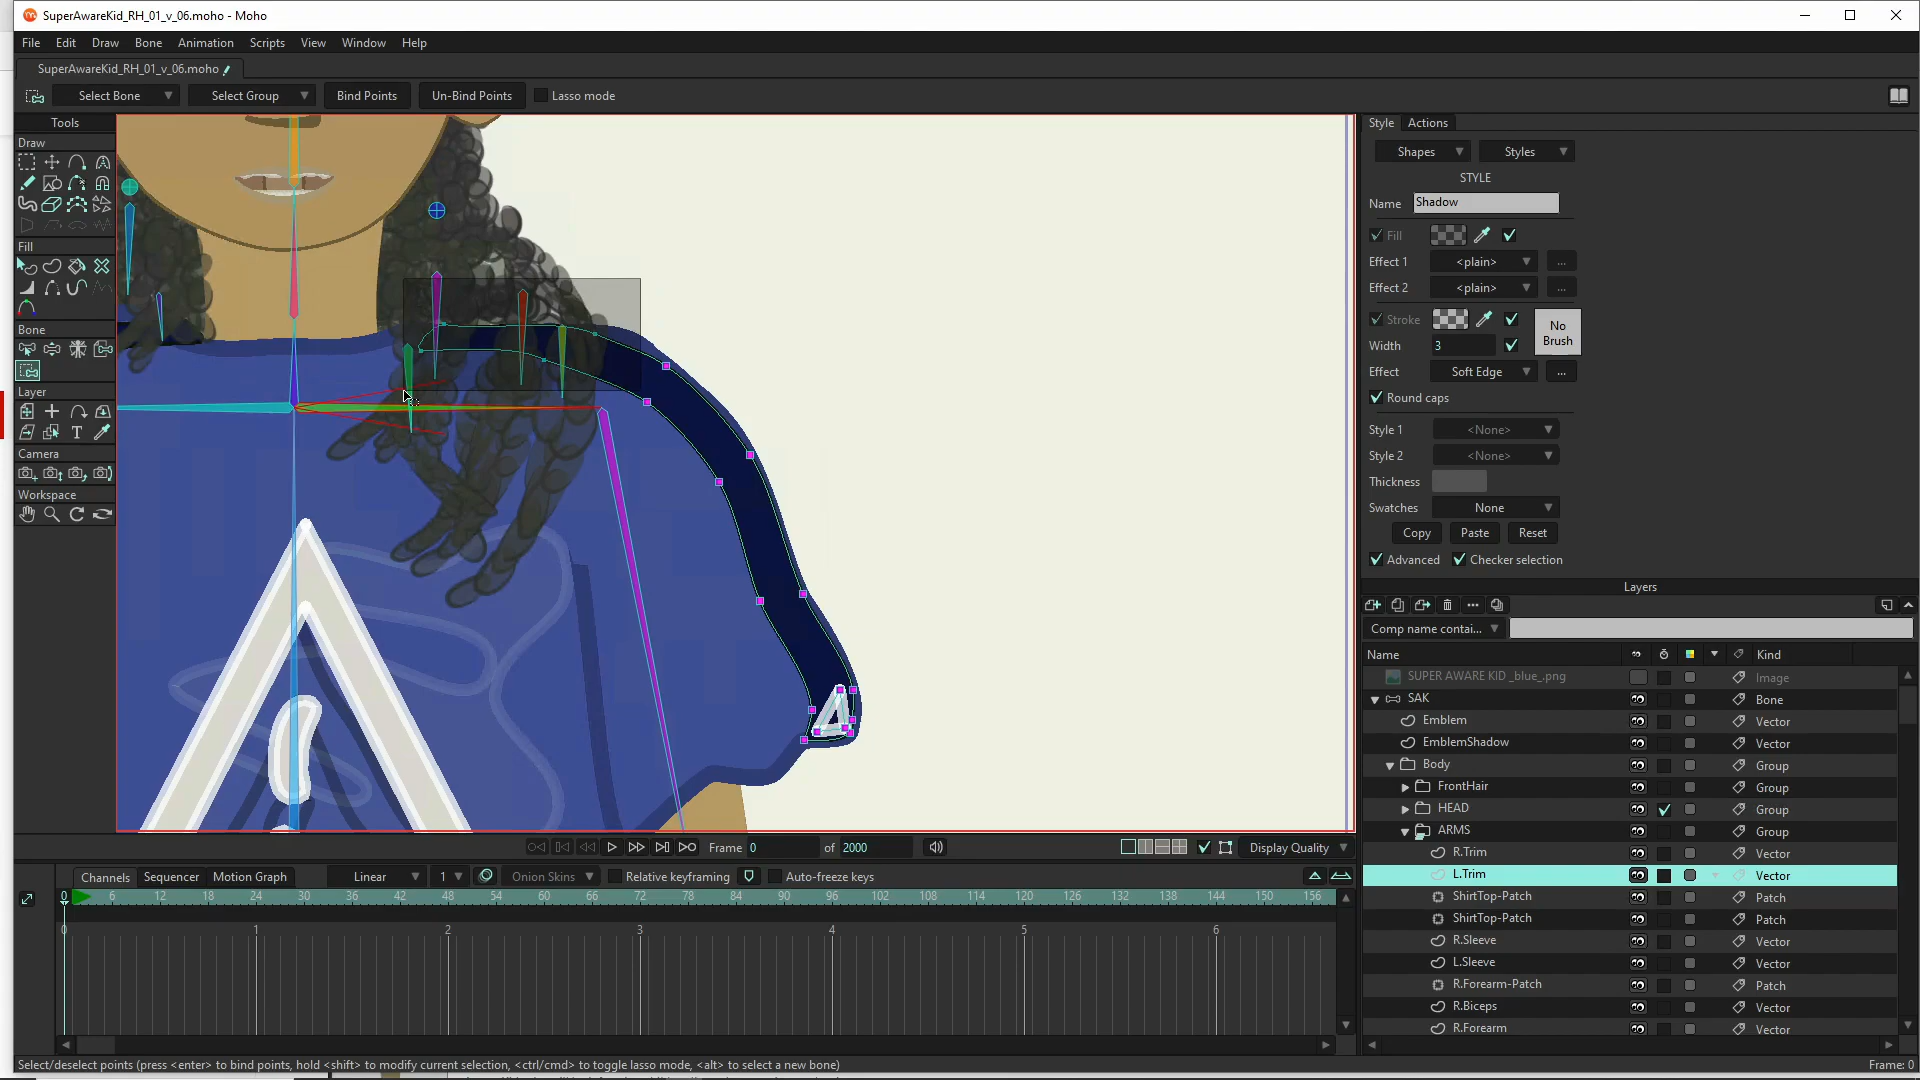 SuperAwareKid_RH_01_v_06.moho - Moho
File Edit Draw Bone Animation Scripts View Window Help
SuperAwareKid_RH_01_v_06.moho
Select Bone Select Group Bind Points Un-Bind Points Lasso mode
Tools
Draw
Fill
Bone
Layer
Camera
Workspace
Style Actions
Shapes Styles
STYLE
Name Shadow
Fill
Effect 1 <plain> ...
Effect 2 <plain> ...
Stroke No Brush
Width 3
Effect Soft Edge ...
Round caps
Style 1 <None>
Style 2 <None>
Thickness
Swatches None
Copy Paste Reset
Advanced Checker selection
Layers
Comp name contai...
Name Kind
SUPER AWARE KID _blue_.png Image
SAK Bone
Emblem Vector
EmblemShadow Vector
Body Group
FrontHair Group
HEAD Group
ARMS Group
R.Trim Vector
L.Trim Vector
ShirtTop-Patch Patch
ShirtTop-Patch Patch
R.Sleeve Vector
L.Sleeve Vector
R.Forearm-Patch Patch
R.Biceps Vector
R.Forearm Vector
Frame 0 of 2000 Display Quality
Channels Sequencer Motion Graph Linear 1 Onion Skins Relative keyframing Auto-freeze keys
0 6 12 18 24 30 36 42 48 54 60 66 72 78 84 90 96 102 108 114 120 126 132 138 144 150 156
0 1 2 3 4 5 6
Select/deselect points (press <enter> to bind points, hold <shift> to modify current selection, <ctrl/cmd> to toggle lasso mode, <alt> to select a new bone) Frame: 0